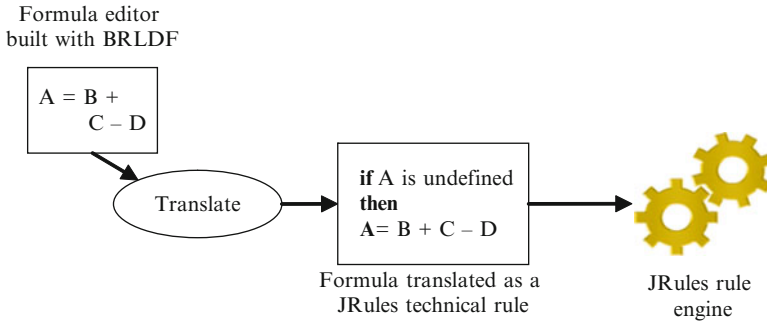 Formula editor
built with BRLDF
A = B +
C – D
Translate
if A is undefined
then
A= B + C – D
Formula translated as a
JRules technical rule
JRules rule
engine